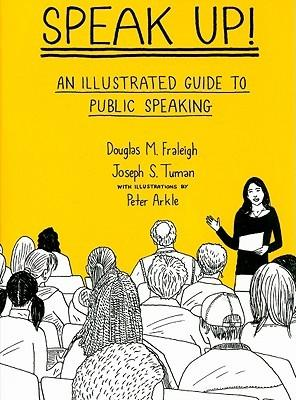 SPEAK UP!
AN ILLUSTRATED GUIDE TO
PUBLIC SPEAKING
Douglas M. Fraleigh
Joseph S. Tuman
WITH ILLUSTRATIONS BY
Peter Arkle